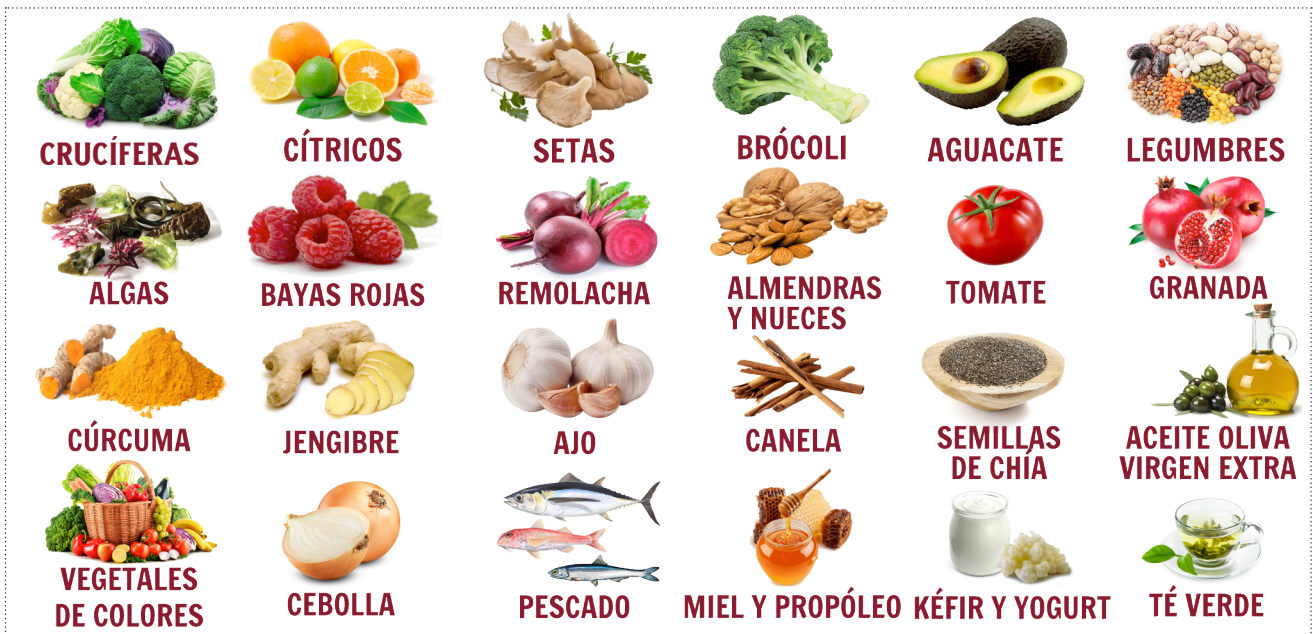 CRUCÍFERAS
CÍTRICOS
SETAS
BRÓCOLI
AGUACATE
LEGUMBRES
ALGAS
BAYAS ROJAS
REMOLACHA
ALMENDRAS
Y NUECES
TOMATE
GRANADA
CÚRCUMA
JENGIBRE
AJO
CANELA
SEMILLAS
DE CHÍA
ACEITE OLIVA
VIRGEN EXTRA
VEGETALES
DE COLORES
CEBOLLA
PESCADO
MIEL Y PROPÓLEO
KÉFIR Y YOGURT
TÉ VERDE